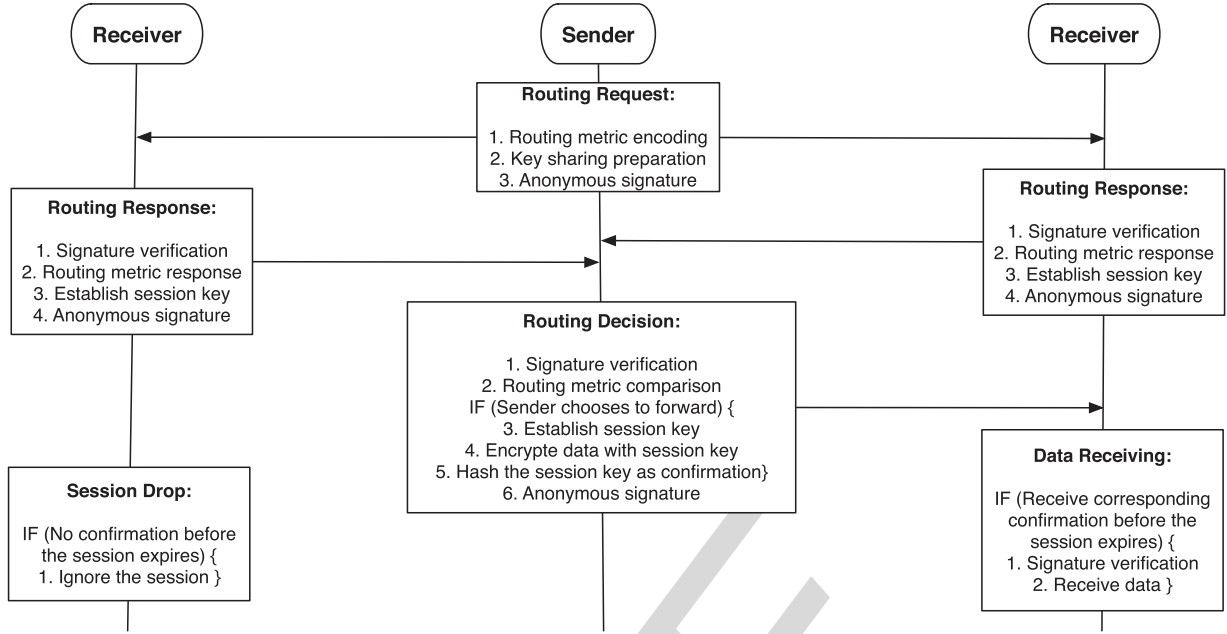 Receiver
Sender
Receiver
Routing Request:
1. Routing metric encoding
2. Key sharing preparation
3. Anonymous signature
Routing Response:
1. Signature verification
2. Routing metric response
3. Establish session key
4. Anonymous signature
Routing Response:
1. Signature verification
2. Routing metric response
3. Establish session key
4. Anonymous signature
Routing Decision:
1. Signature verification
2. Routing metric comparison
IF (Sender chooses to forward) {
3. Establish session key
4. Encrypte data with session key
5. Hash the session key as confirmation}
6. Anonymous signature
Session Drop:
IF (No confirmation before
the session expires) {
1. Ignore the session }
Data Receiving:
IF (Receive corresponding
confirmation before the
session expires) {
1. Signature verification
2. Receive data }